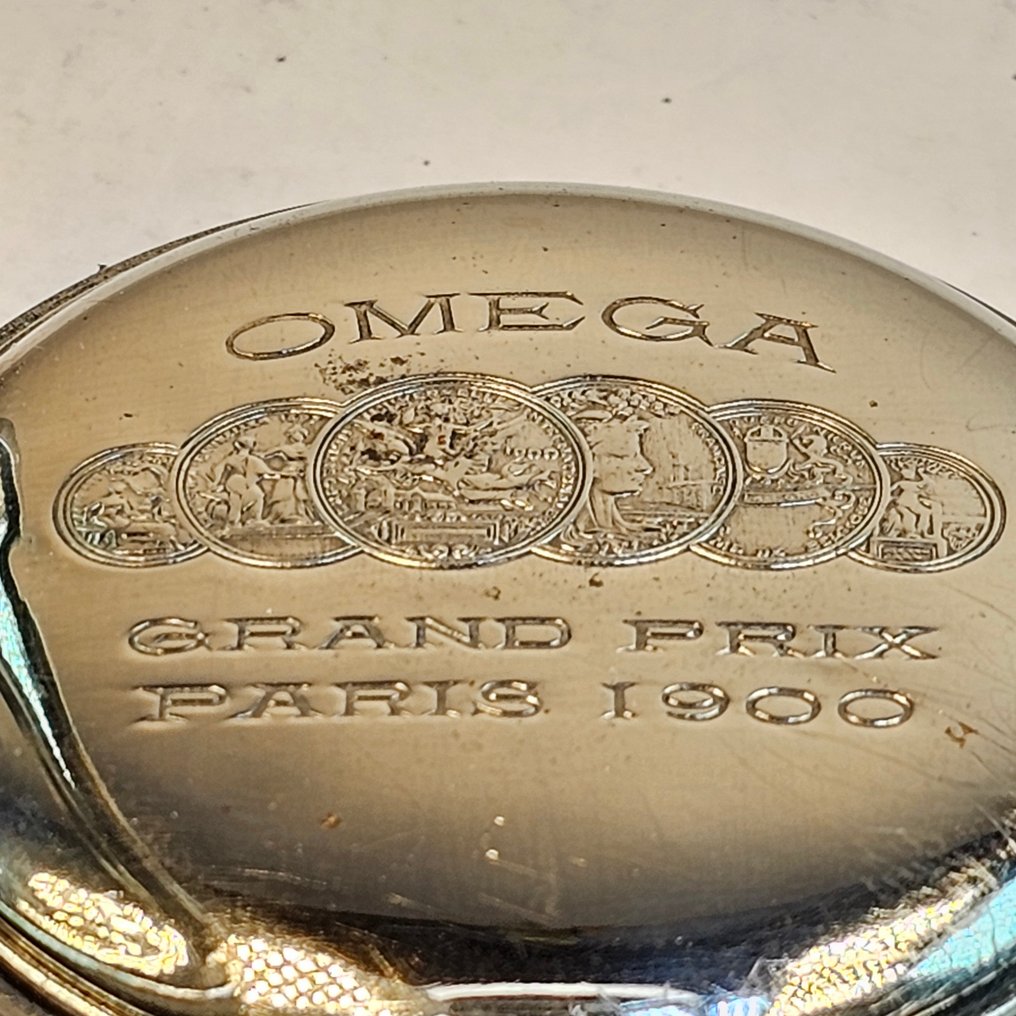 OMEGA
GRAND PRIX
PARIS 1900